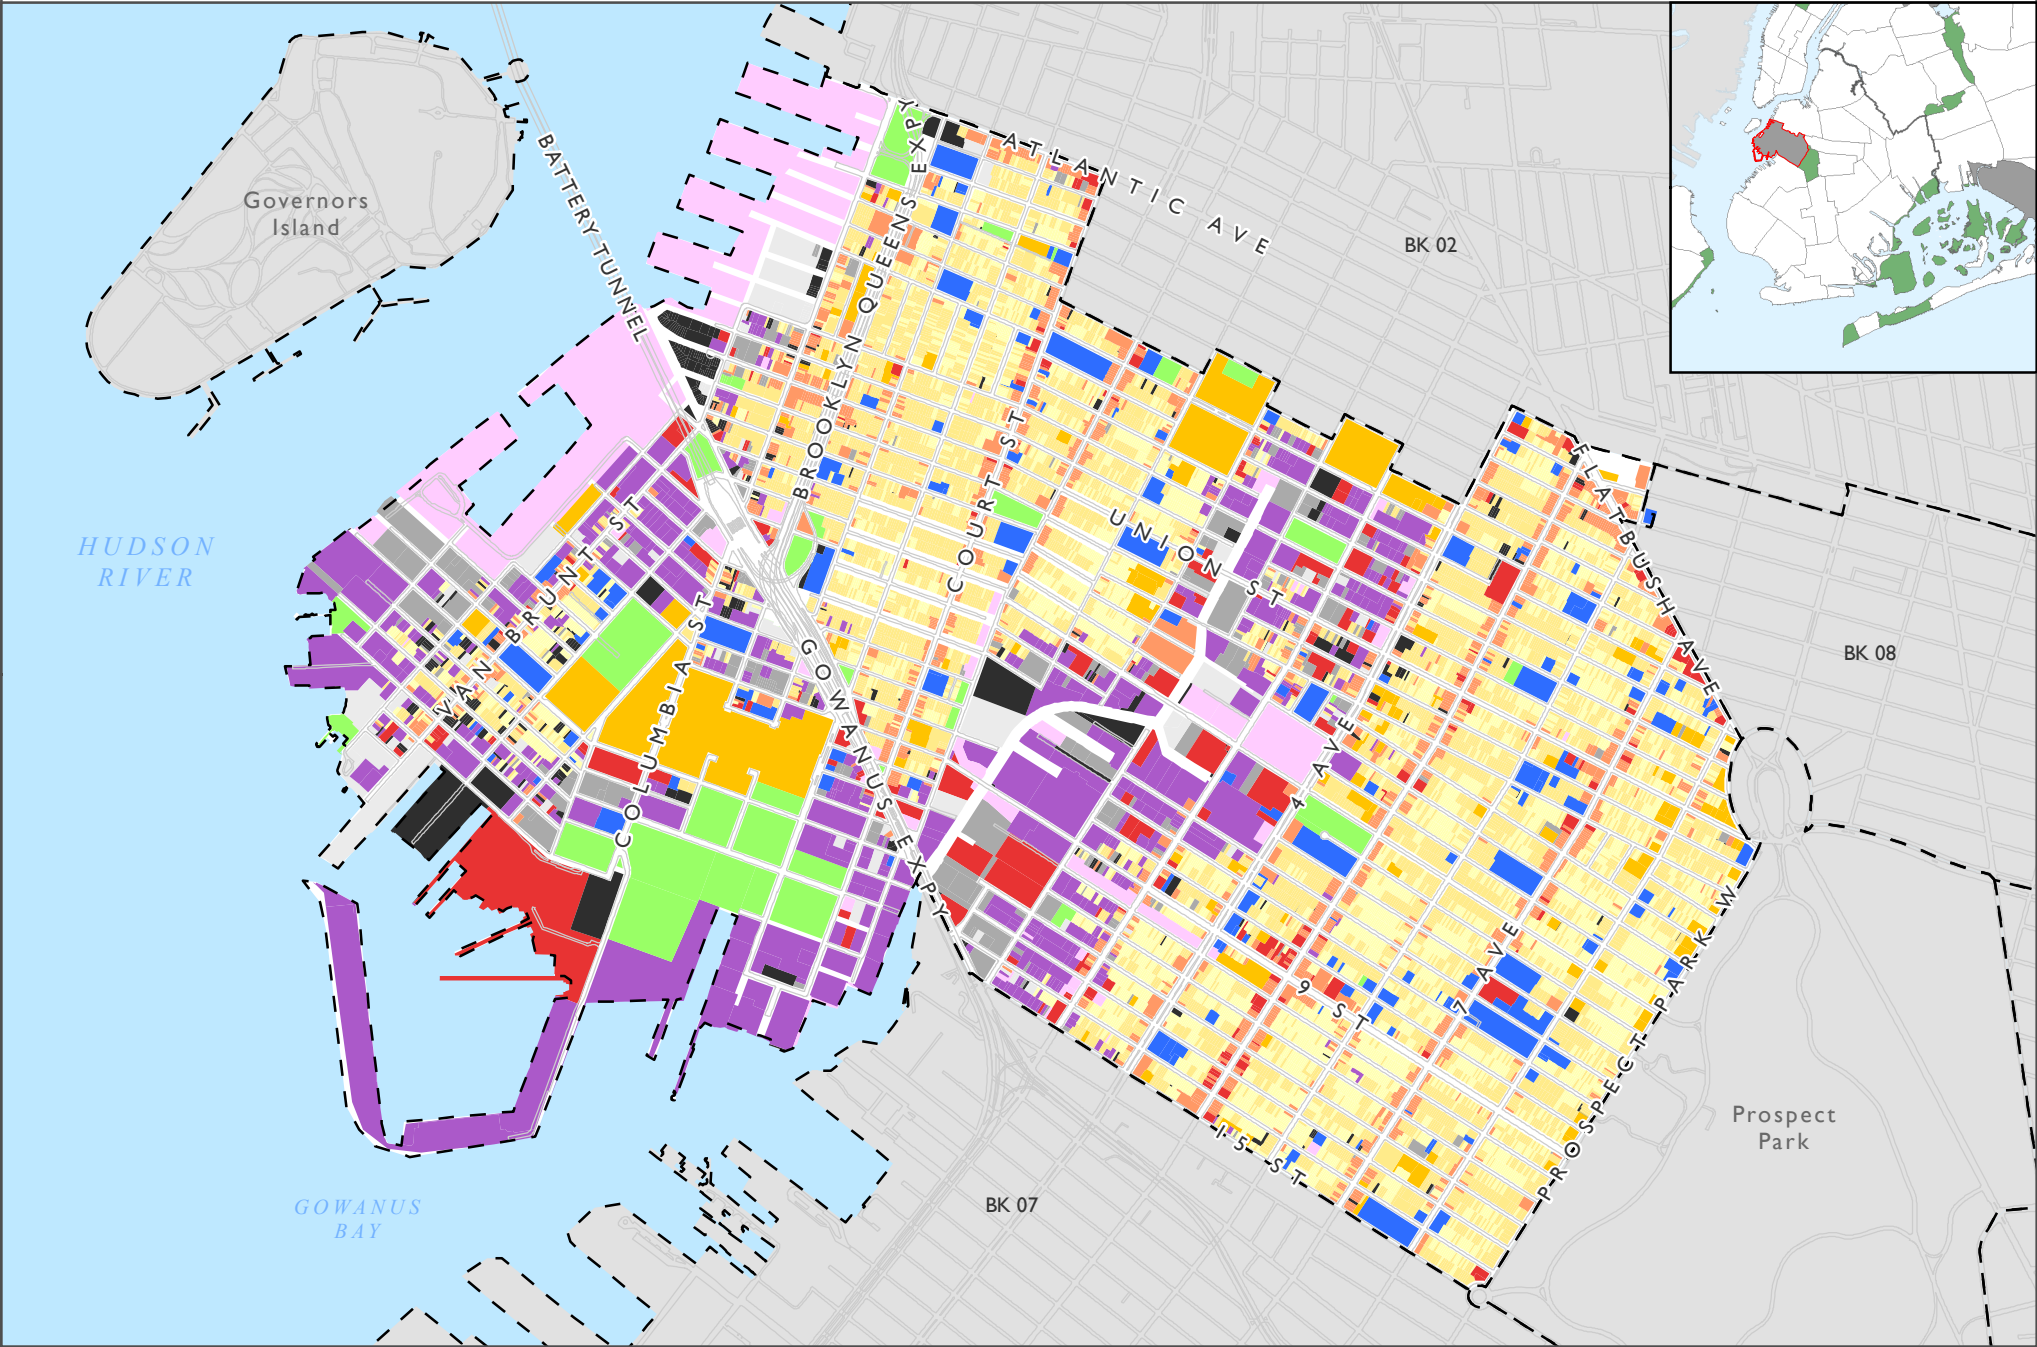 ATLANTIC AVE
BATTERY TUNNEL
Governors
Island
BROOKLYN QUEENS EXPY
BK 02
COURT ST
UNION ST
FLATBUSH AVE
HUDSON
RIVER
VAN BRUNT ST
COLUMBIA ST
GOWANUS EXPY
BK 08
4 AVE
7 AVE
9 ST
PROSPECT PARK W
Prospect
Park
15 ST
GOWANUS
BAY
BK 07